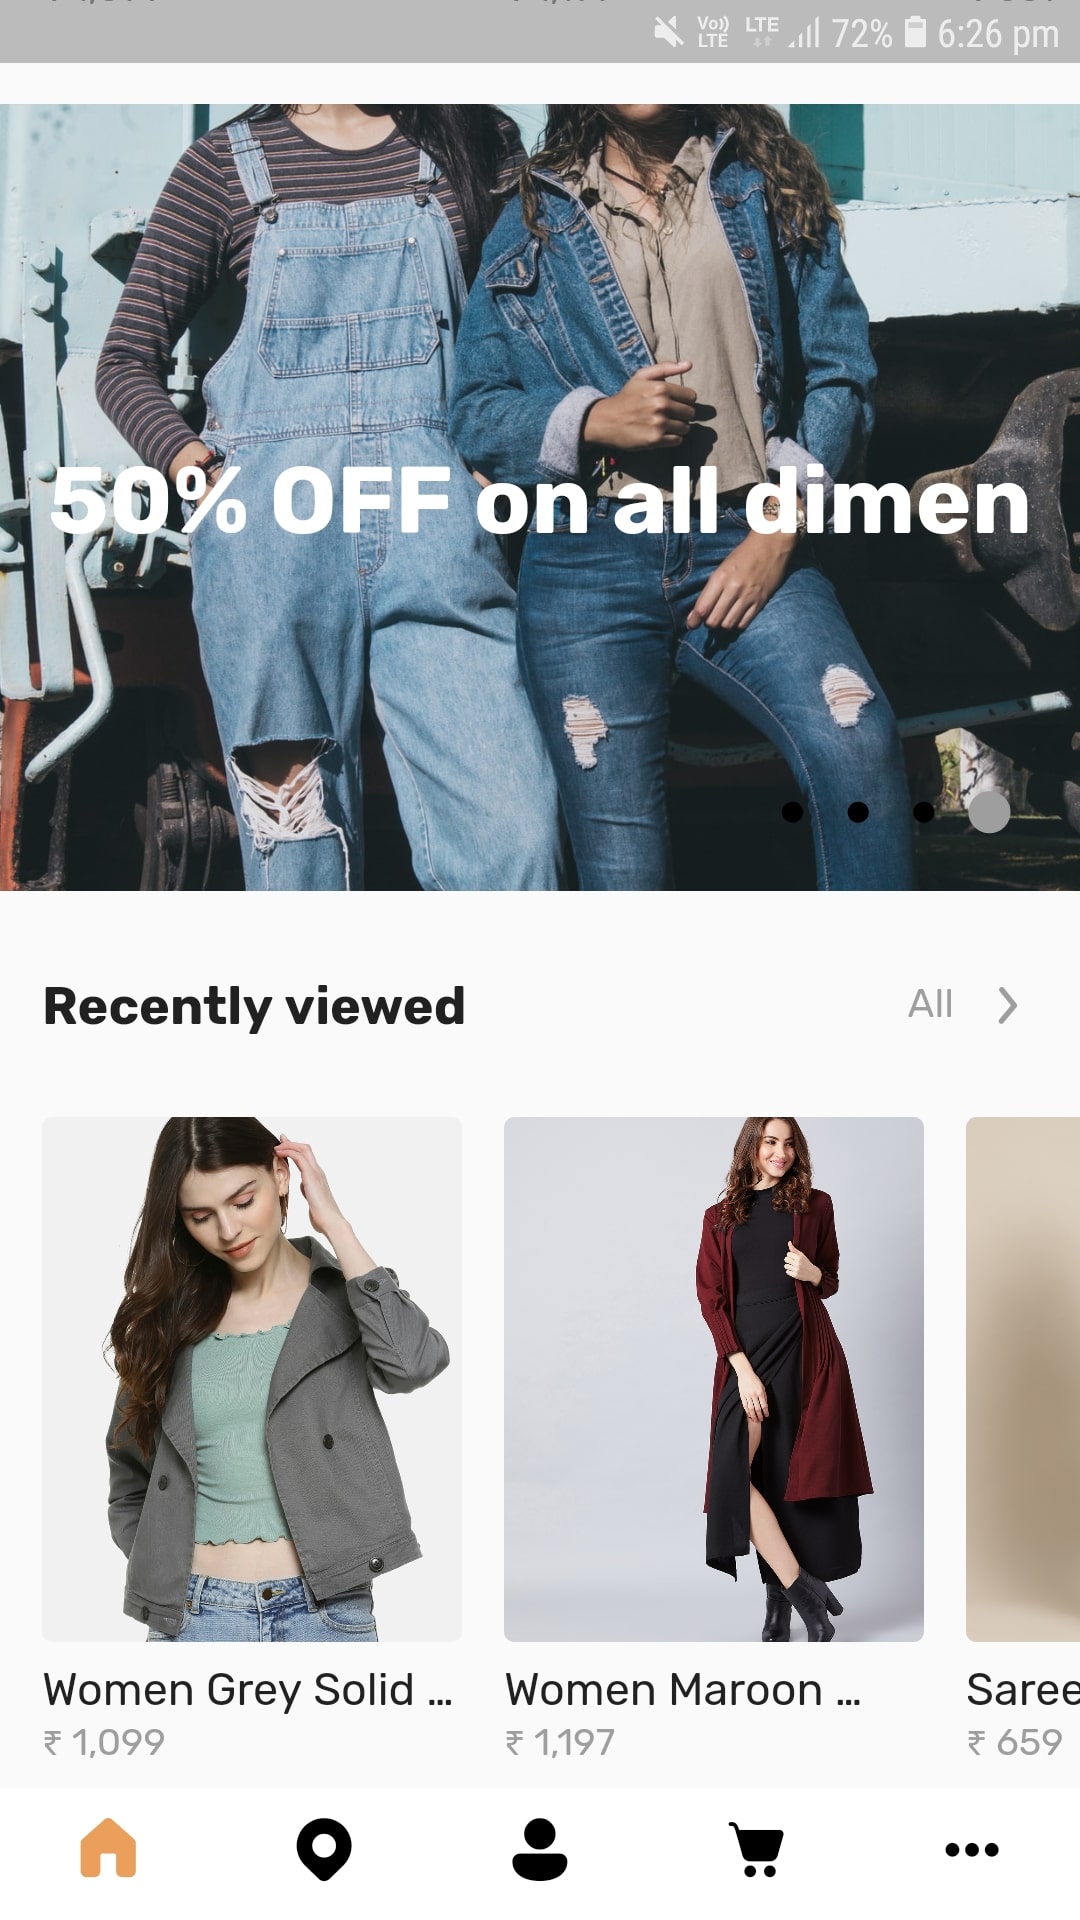 Vo)) LTE LTE 72% 6:26 pm
50% OFF on all dimen
Recently viewed All
Women Grey Solid ... Women Maroon ... Saree
₹ 1,099 ₹ 1,197 ₹ 659